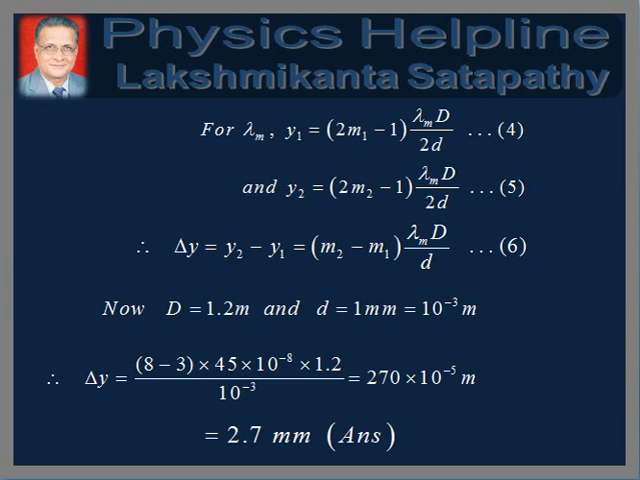 Physics Helpline
Lakshmikanta Satapathy
For λₘ , y₁ = (2m₁ − 1) λₘD / 2d ... (4)
and y₂ = (2m₂ − 1) λₘD / 2d ... (5)
∴ Δy = y₂ − y₁ = (m₂ − m₁) λₘD / d ... (6)
Now D = 1.2m and d = 1mm = 10⁻³ m
∴ Δy = (8 − 3) × 45 × 10⁻⁸ × 1.2 / 10⁻³ = 270 × 10⁻⁵ m
= 2.7 mm (Ans)